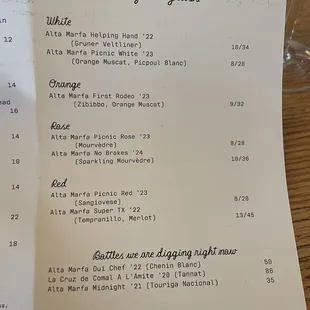 12
14
16
14
14
22
18
White
Alta Marfa Helping Hand '22
(Gruner Veltliner) 10/34
Alta Marfa Picnic White '23
(Orange Muscat, Picpoul Blanc) 8/28
Orange
Alta Marfa First Rodeo '23
(Zibibbo, Orange Muscat) 9/32
Rose
Alta Marfa Picnic Rose '23
(Mourvèdre) 8/28
Alta Marfa No Brakes '24
(Sparkling Mourvèdre) 10/36
Red
Alta Marfa Picnic Red '23
(Sangiovese) 8/28
Alta Marfa Super TX '22
(Tempranillo, Merlot) 13/45
Bottles we are digging right now
Alta Marfa Oui Chef '22 (Chenin Blanc) 50
La Cruz de Comal A L'Amite '20 (Tannat) 86
Alta Marfa Midnight '21 (Touriga Nacional) 35